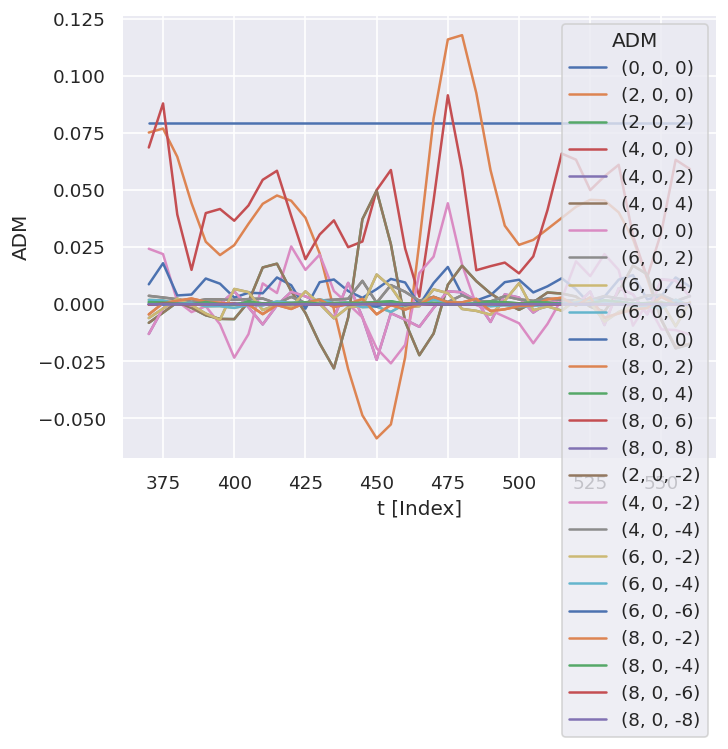 0.125
0.100
0.075
0.050
0.025
0.000
−0.025
−0.050
ADM
375 400 425 450 475 500 525 550
t [Index]
ADM
(0, 0, 0)
(2, 0, 0)
(2, 0, 2)
(4, 0, 0)
(4, 0, 2)
(4, 0, 4)
(6, 0, 0)
(6, 0, 2)
(6, 0, 4)
(6, 0, 6)
(8, 0, 0)
(8, 0, 2)
(8, 0, 4)
(8, 0, 6)
(8, 0, 8)
(2, 0, -2)
(4, 0, -2)
(4, 0, -4)
(6, 0, -2)
(6, 0, -4)
(6, 0, -6)
(8, 0, -2)
(8, 0, -4)
(8, 0, -6)
(8, 0, -8)